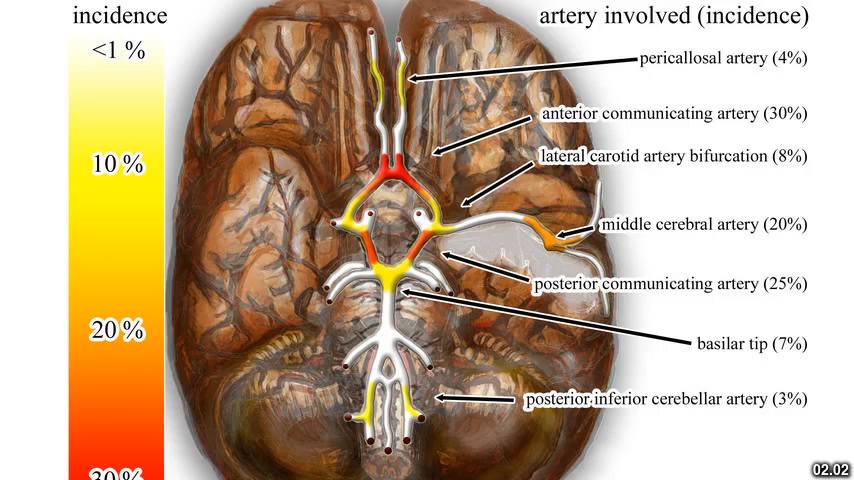 incidence
<1 %
10 %
20 %
30 %
artery involved (incidence)
pericallosal artery (4%)
anterior communicating artery (30%)
lateral carotid artery bifurcation (8%)
middle cerebral artery (20%)
posterior communicating artery (25%)
basilar tip (7%)
posterior inferior cerebellar artery (3%)
02.02